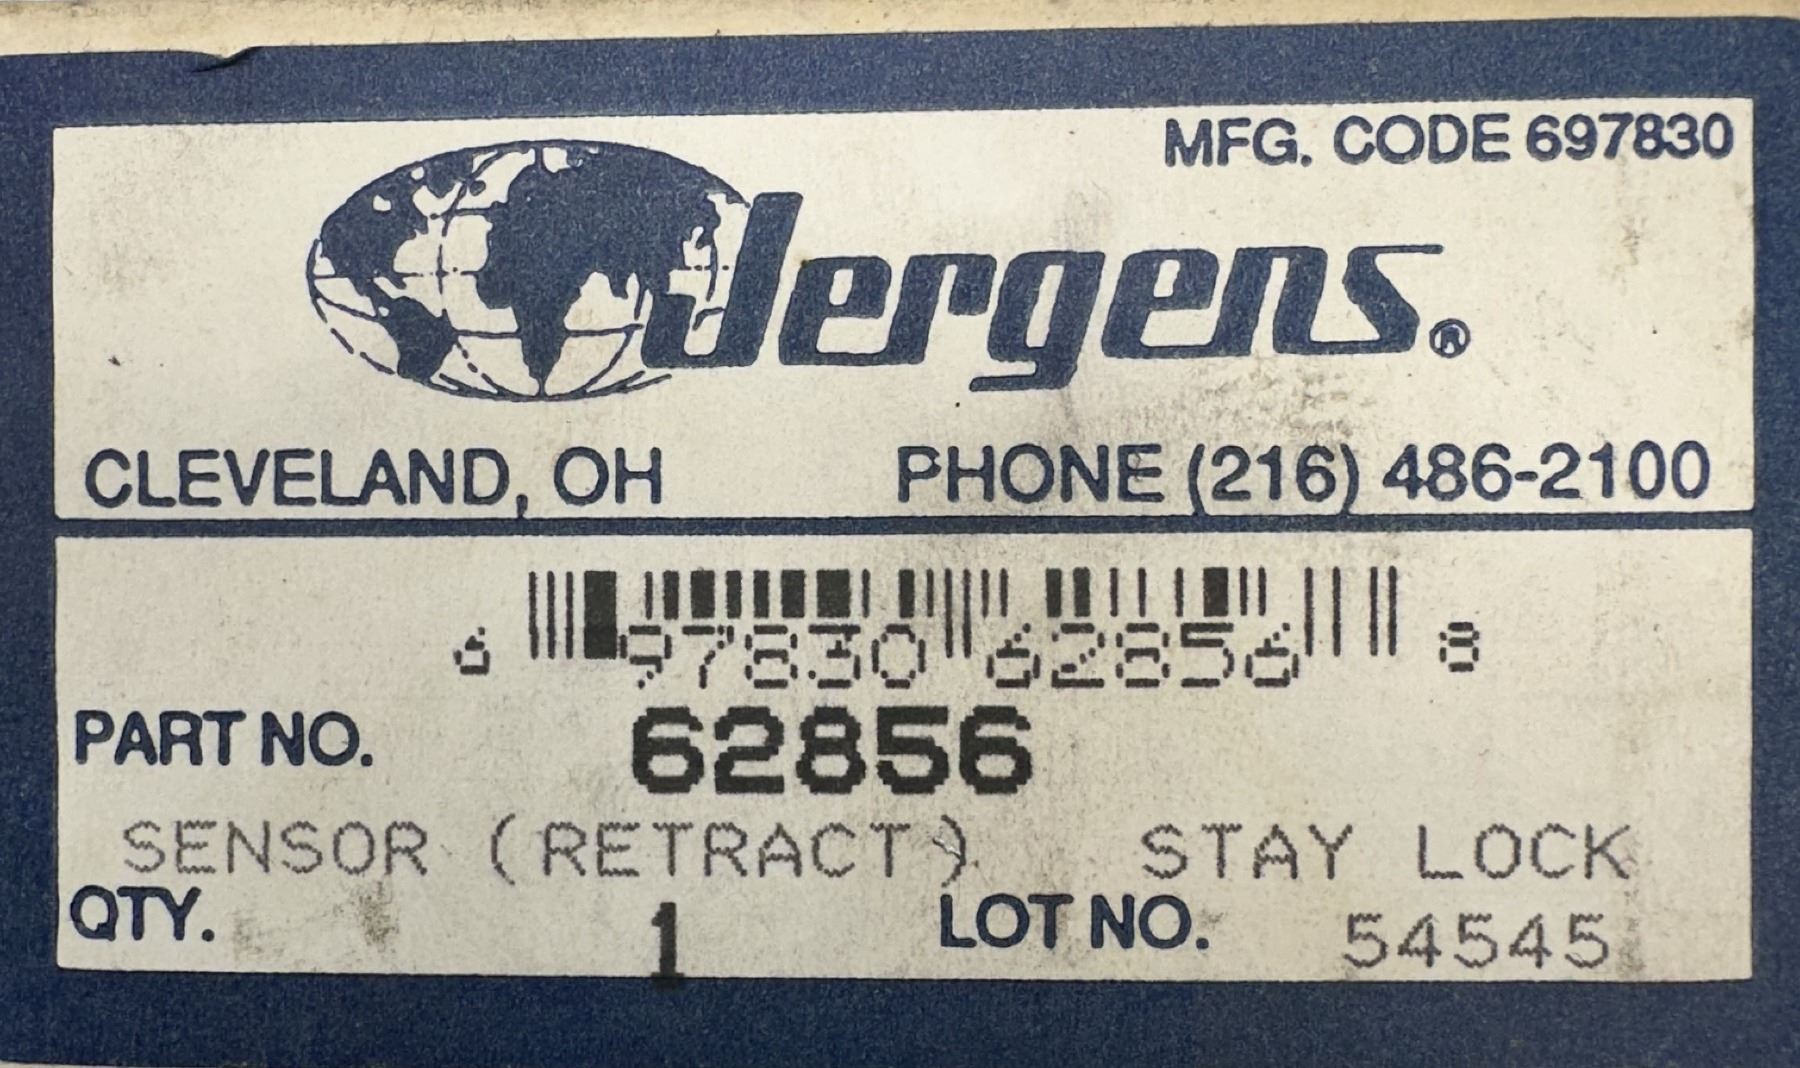 MFG. CODE 697830
Jergens®
CLEVELAND, OH PHONE (216) 486-2100
6 97830 62856 8
PART NO. 62856
SENSOR (RETRACT) STAY LOCK
QTY. 1 LOT NO. 54545